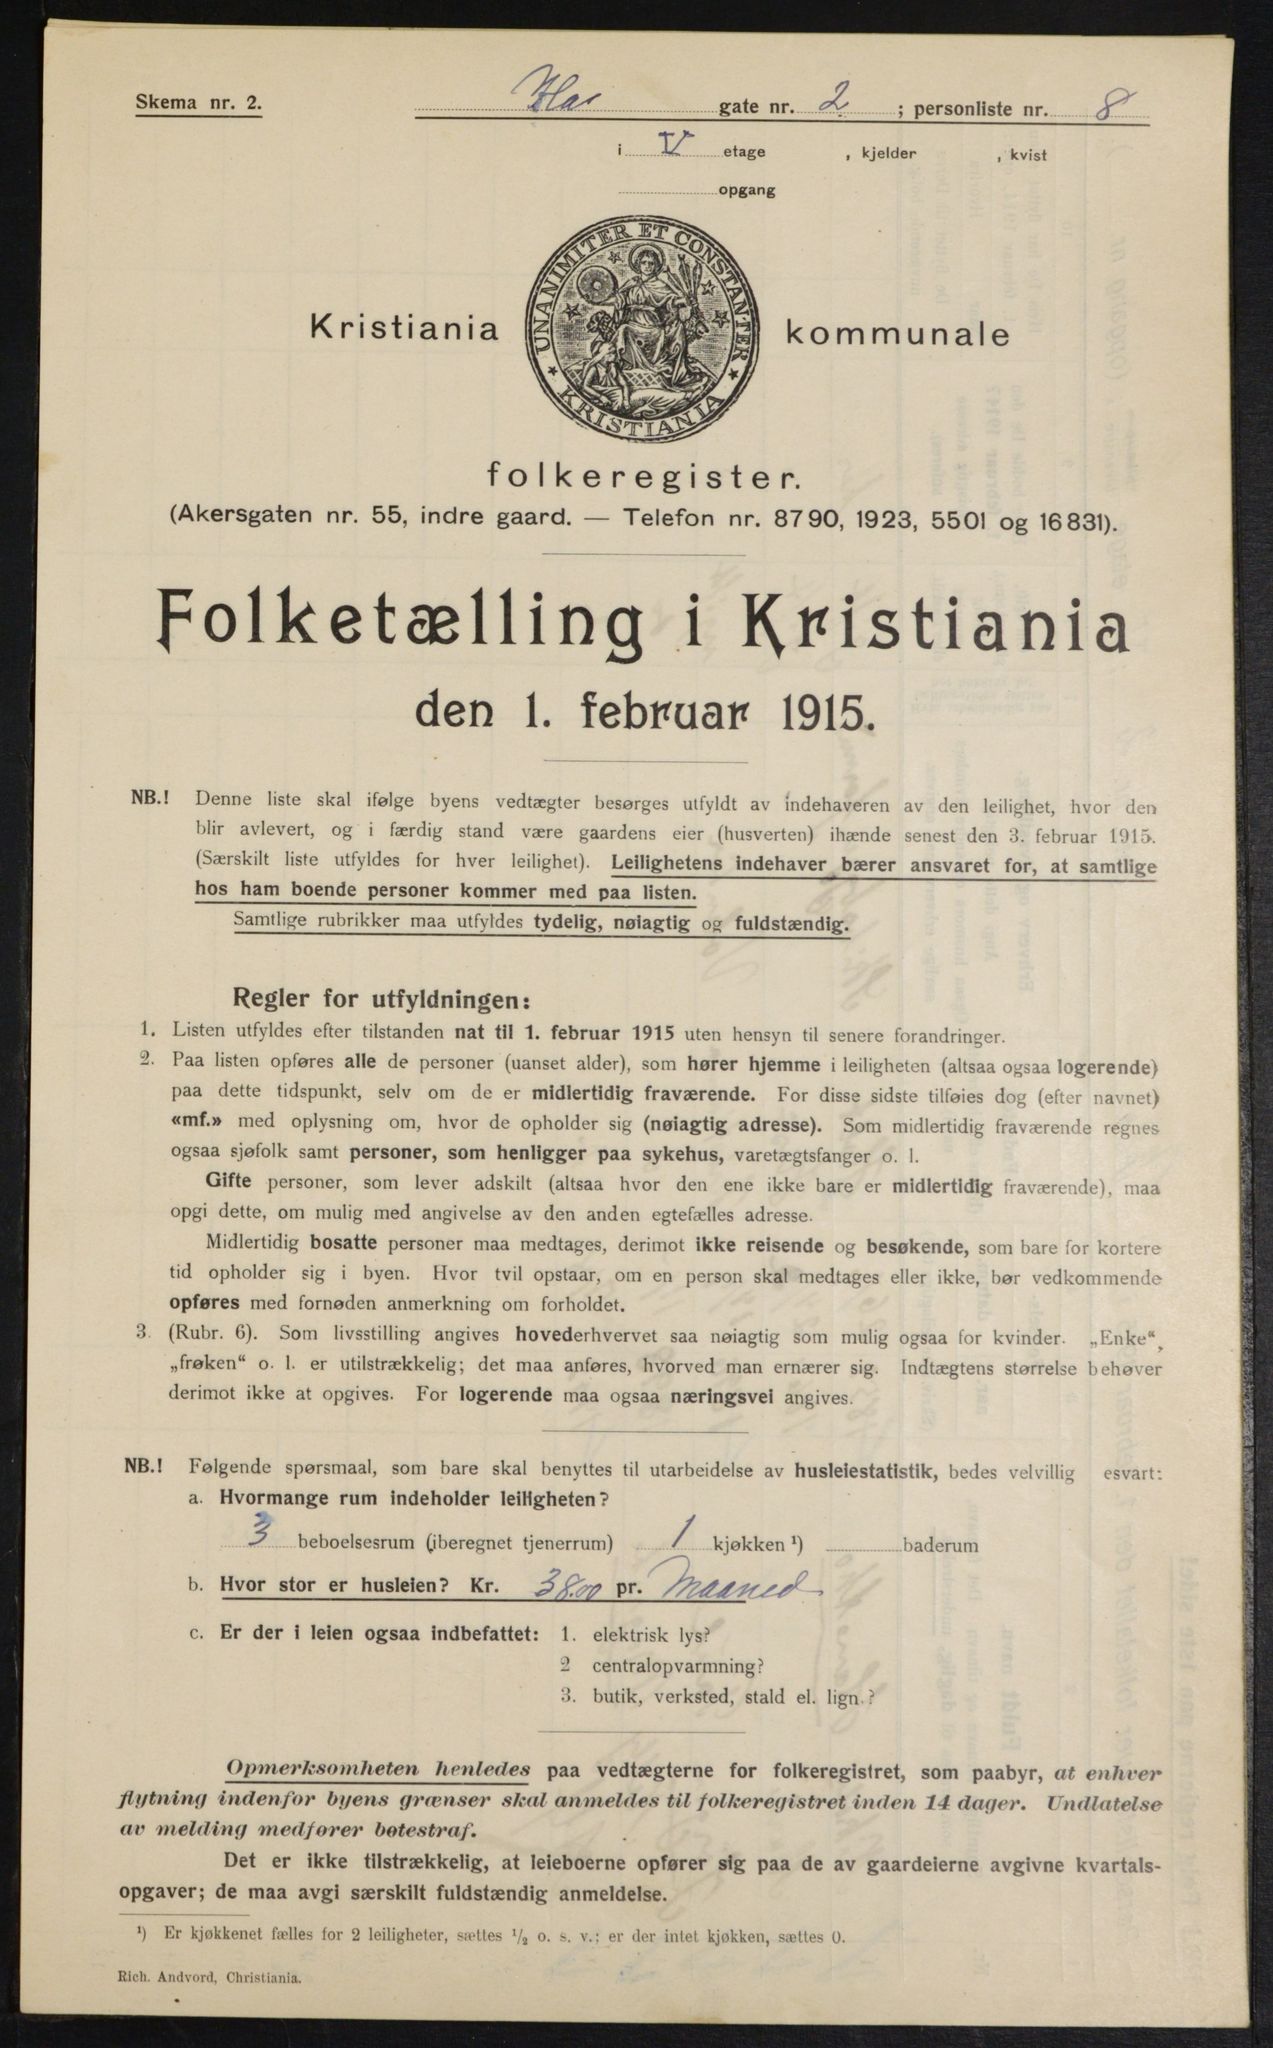 Skema nr. 2.
Has gate nr. 2 ; personliste nr. 8
i V etage , kjelder , kvist
opgang
UNANIMITER ET CONSTANTER
KRISTIANIA
Kristiania kommunale
folkeregister.
(Akersgaten nr. 55, indre gaard. — Telefon nr. 8790, 1923, 5501 og 16831).
Folketælling i Kristiania
den 1. februar 1915.
NB.! Denne liste skal ifølge byens vedtægter besørges utfyldt av indehaveren av den leilighet, hvor den
blir avlevert, og i færdig stand være gaardens eier (husverten) ihænde senest den 3. februar 1915.
(Særskilt liste utfyldes for hver leilighet). Leilighetens indehaver bærer ansvaret for, at samtlige
hos ham boende personer kommer med paa listen.
Samtlige rubrikker maa utfyldes tydelig, nøiagtig og fuldstændig.
Regler for utfyldningen:
1. Listen utfyldes efter tilstanden nat til 1. februar 1915 uten hensyn til senere forandringer.
2. Paa listen opføres alle de personer (uanset alder), som hører hjemme i leiligheten (altsaa ogsaa logerende)
paa dette tidspunkt, selv om de er midlertidig fraværende. For disse sidste tilføies dog (efter navnet)
«mf.» med oplysning om, hvor de opholder sig (nøiagtig adresse). Som midlertidig fraværende regnes
ogsaa sjøfolk samt personer, som henligger paa sykehus, varetægtsfanger o. l.
Gifte personer, som lever adskilt (altsaa hvor den ene ikke bare er midlertidig fraværende), maa
opgi dette, om mulig med angivelse av den anden egtefælles adresse.
Midlertidig bosatte personer maa medtages, derimot ikke reisende og besøkende, som bare for kortere
tid opholder sig i byen. Hvor tvil opstaar, om en person skal medtages eller ikke, bør vedkommende
opføres med fornøden anmerkning om forholdet.
3. (Rubr. 6). Som livsstilling angives hovederhvervet saa nøiagtig som mulig ogsaa for kvinder. „Enke“,
„frøken“ o. l. er utilstrækkelig; det maa anføres, hvorved man ernærer sig. Indtægtens størrelse behøver
derimot ikke at opgives. For logerende maa ogsaa næringsvei angives.
NB.! Følgende spørsmaal, som bare skal benyttes til utarbeidelse av husleiestatistik, bedes velvillig esvart:
a. Hvormange rum indeholder leiligheten?
3 beboelsesrum (iberegnet tjenerrum) 1 kjøkken ¹) baderum
b. Hvor stor er husleien? Kr. 38.00 pr. Maaned
c. Er der i leien ogsaa indbefattet: 1. elektrisk lys?
2 centralopvarmning?
3. butik, verksted, stald el. lign.?
Opmerksomheten henledes paa vedtægterne for folkeregistret, som paabyr, at enhver
flytning indenfor byens grænser skal anmeldes til folkeregistret inden 14 dager. Undlatelse
av melding medfører bøtestraf.
Det er ikke tilstrækkelig, at leieboerne opfører sig paa de av gaardeierne avgivne kvartals-
opgaver; de maa avgi særskilt fuldstændig anmeldelse.
¹) Er kjøkkenet fælles for 2 leiligheter, sættes ½ o. s. v.; er der intet kjøkken, sættes 0.
Rich. Andvord, Christiania.